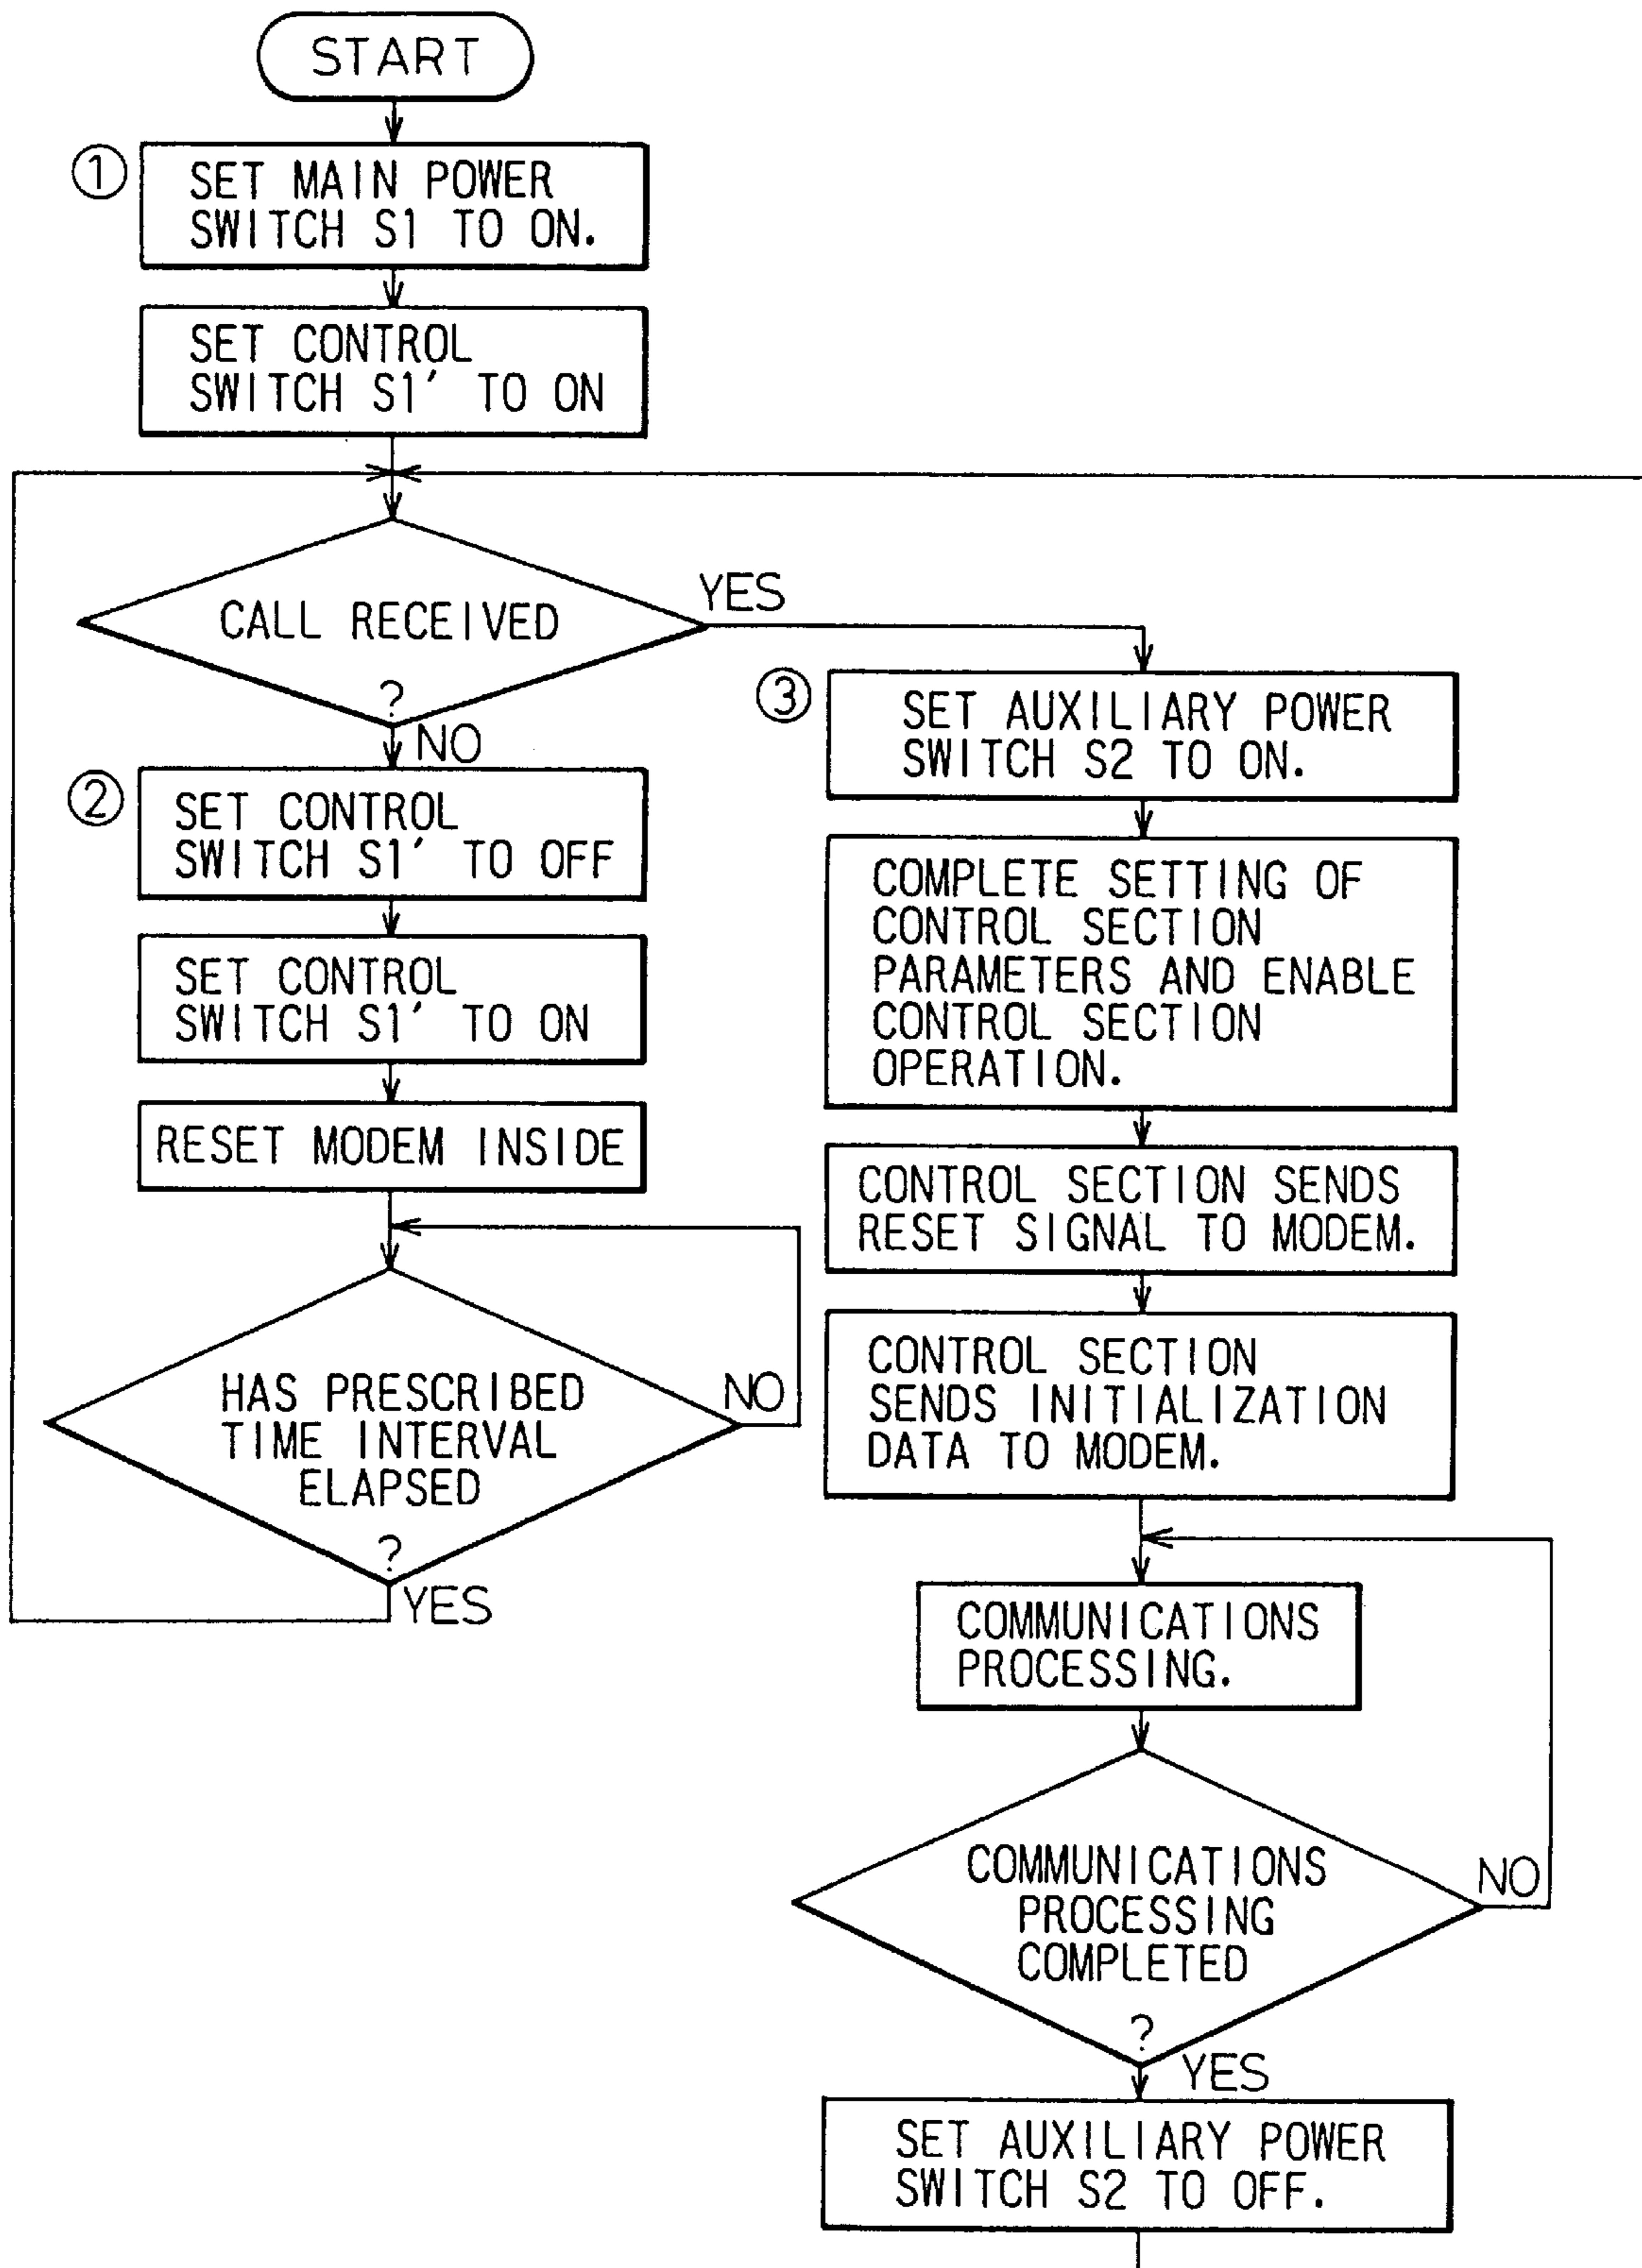 START
①
SET MAIN POWER
SWITCH S1 TO ON.
SET CONTROL
SWITCH S1′ TO ON
CALL RECEIVED
?
YES
NO
②
SET CONTROL
SWITCH S1′ TO OFF
SET CONTROL
SWITCH S1′ TO ON
RESET MODEM INSIDE
HAS PRESCRIBED
TIME INTERVAL
ELAPSED
?
NO
YES
③
SET AUXILIARY POWER
SWITCH S2 TO ON.
COMPLETE SETTING OF
CONTROL SECTION
PARAMETERS AND ENABLE
CONTROL SECTION
OPERATION.
CONTROL SECTION SENDS
RESET SIGNAL TO MODEM.
CONTROL SECTION
SENDS INITIALIZATION
DATA TO MODEM.
COMMUNICATIONS
PROCESSING.
COMMUNICATIONS
PROCESSING
COMPLETED
?
NO
YES
SET AUXILIARY POWER
SWITCH S2 TO OFF.